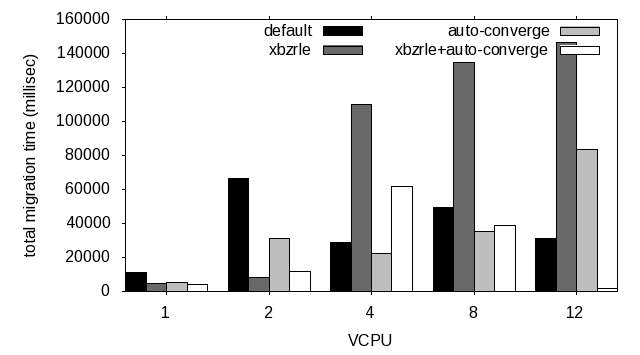 total migration time (millisec)
160000
140000
120000
100000
80000
60000
40000
20000
0
default
xbzrle
auto-converge
xbzrle+auto-converge
1 2 4 8 12
VCPU